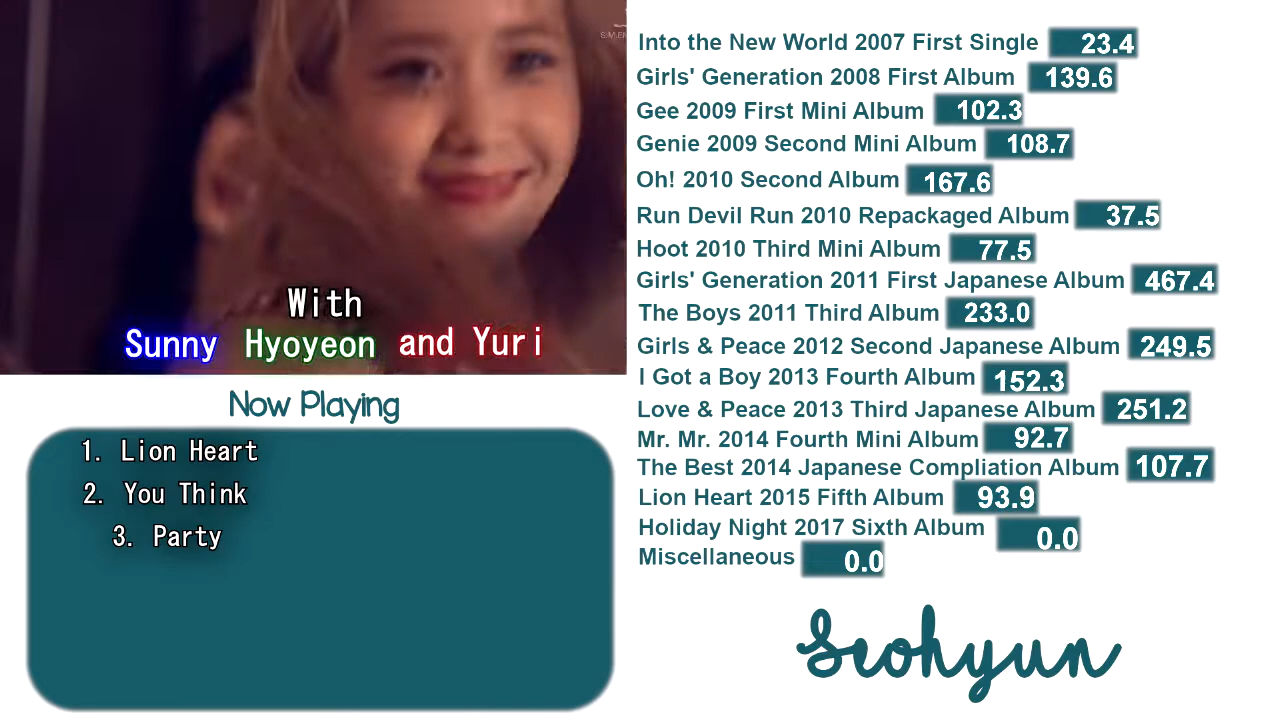 With
Sunny Hyoyeon and Yuri
Now Playing
1. Lion Heart
2. You Think
3. Party
Into the New World 2007 First Single 23.4
Girls' Generation 2008 First Album 139.6
Gee 2009 First Mini Album 102.3
Genie 2009 Second Mini Album 108.7
Oh! 2010 Second Album 167.6
Run Devil Run 2010 Repackaged Album 37.5
Hoot 2010 Third Mini Album 77.5
Girls' Generation 2011 First Japanese Album 467.4
The Boys 2011 Third Album 233.0
Girls & Peace 2012 Second Japanese Album 249.5
I Got a Boy 2013 Fourth Album 152.3
Love & Peace 2013 Third Japanese Album 251.2
Mr. Mr. 2014 Fourth Mini Album 92.7
The Best 2014 Japanese Compliation Album 107.7
Lion Heart 2015 Fifth Album 93.9
Holiday Night 2017 Sixth Album 0.0
Miscellaneous 0.0
Seohyun